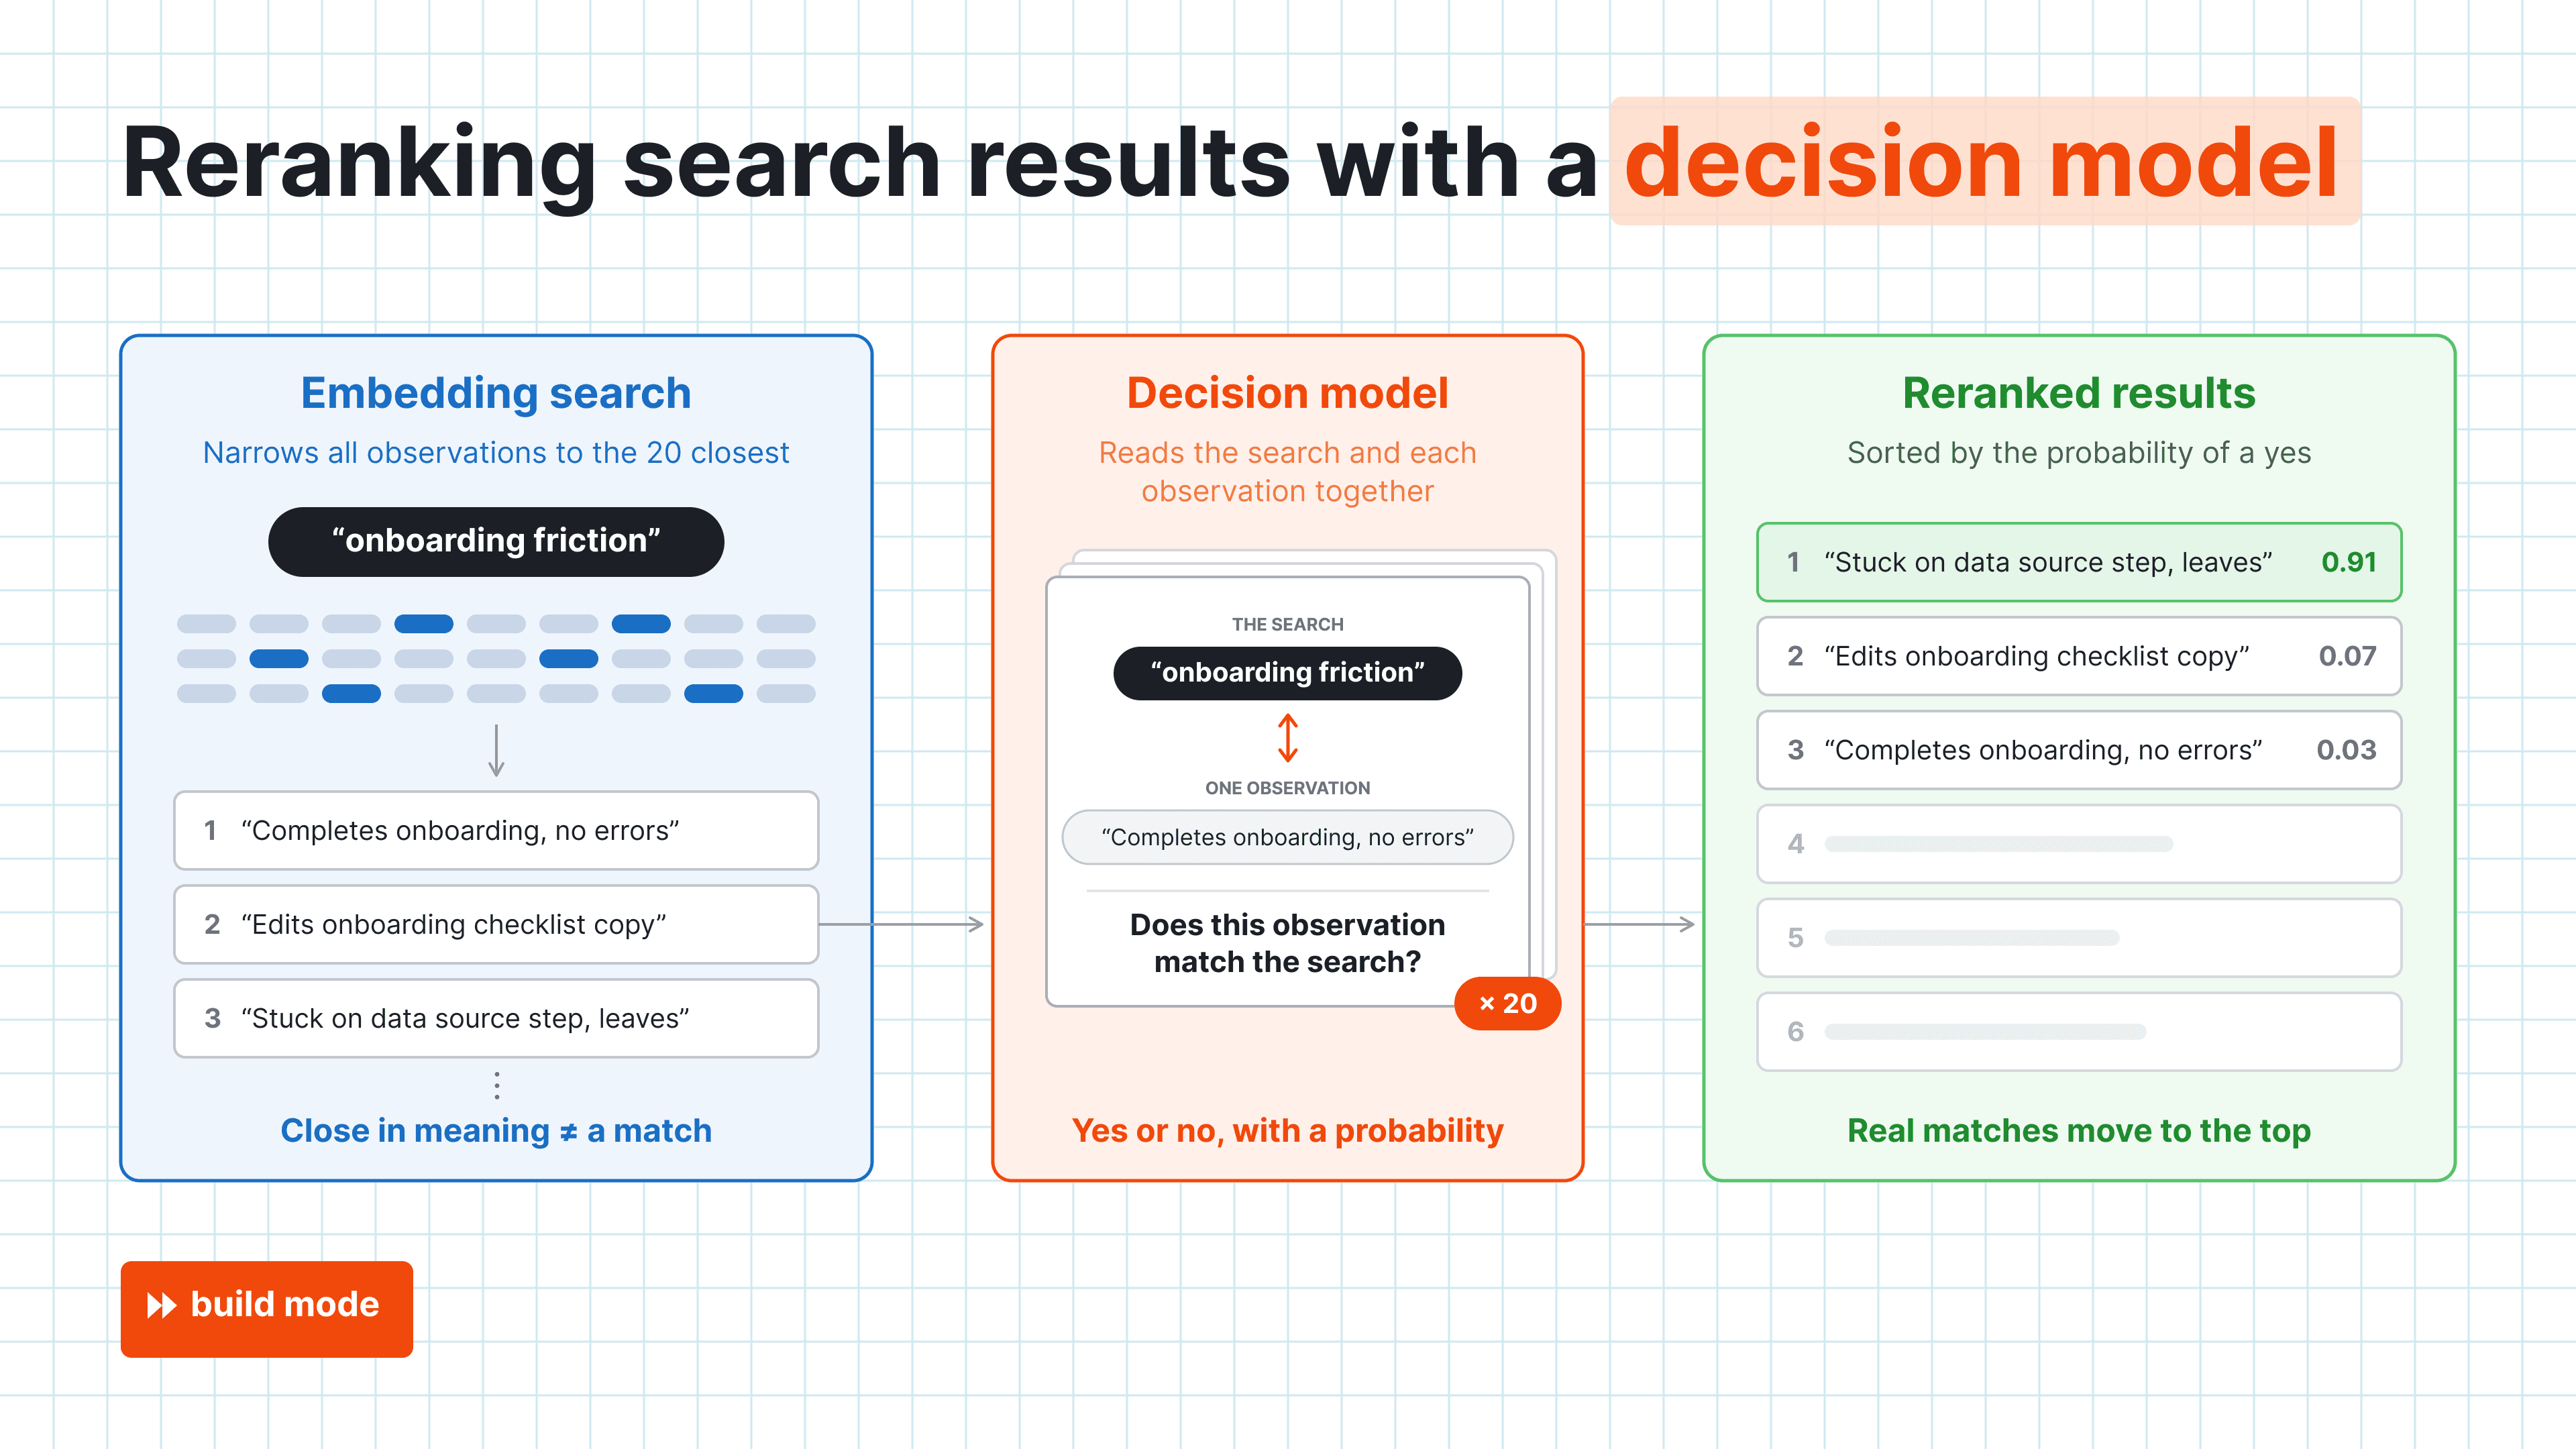 Reranking search results with a decision model
Embedding search
Narrows all observations to the 20 closest
“onboarding friction”
1 “Completes onboarding, no errors”
2 “Edits onboarding checklist copy”
3 “Stuck on data source step, leaves”
Close in meaning ≠ a match
Decision model
Reads the search and each
observation together
THE SEARCH
“onboarding friction”
ONE OBSERVATION
“Completes onboarding, no errors”
Does this observation
match the search?
× 20
Yes or no, with a probability
Reranked results
Sorted by the probability of a yes
1 “Stuck on data source step, leaves” 0.91
2 “Edits onboarding checklist copy” 0.07
3 “Completes onboarding, no errors” 0.03
4
5
6
Real matches move to the top
build mode